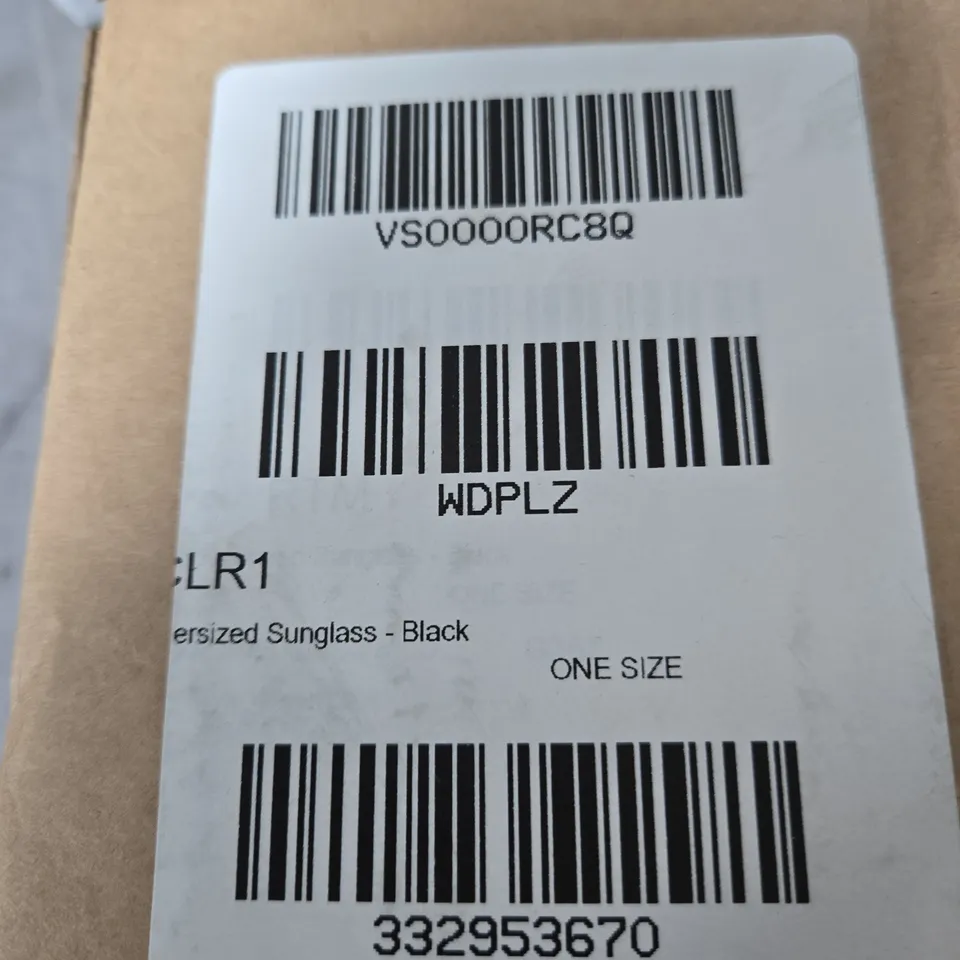 VS0000RC8Q
WDPLZ
CLR1
ersized Sunglass - Black
ONE SIZE
332953670